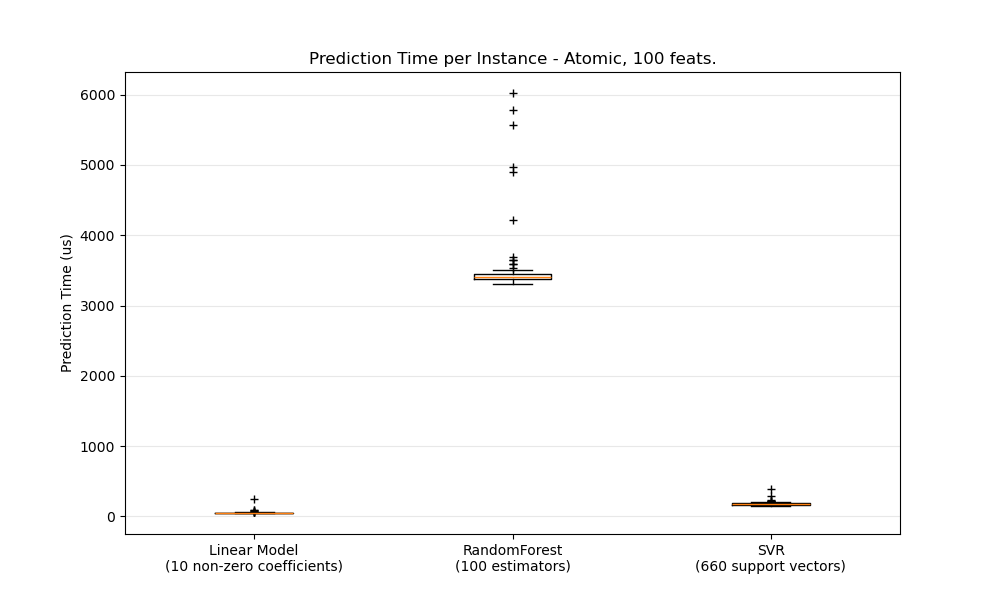 Prediction Time per Instance - Atomic, 100 feats.
Prediction Time (us)
6000
5000
4000
3000
2000
1000
0
Linear Model
(10 non-zero coefficients)
RandomForest
(100 estimators)
SVR
(660 support vectors)